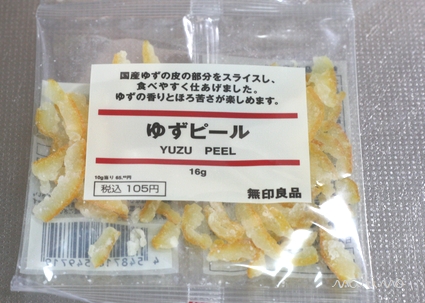 国産ゆずの皮の部分をスライスし、
食べやすく仕あげました。
ゆずの香りとほろ苦さが楽しめます。
ゆずピール
YUZU PEEL
16g
税込 105円
無印良品